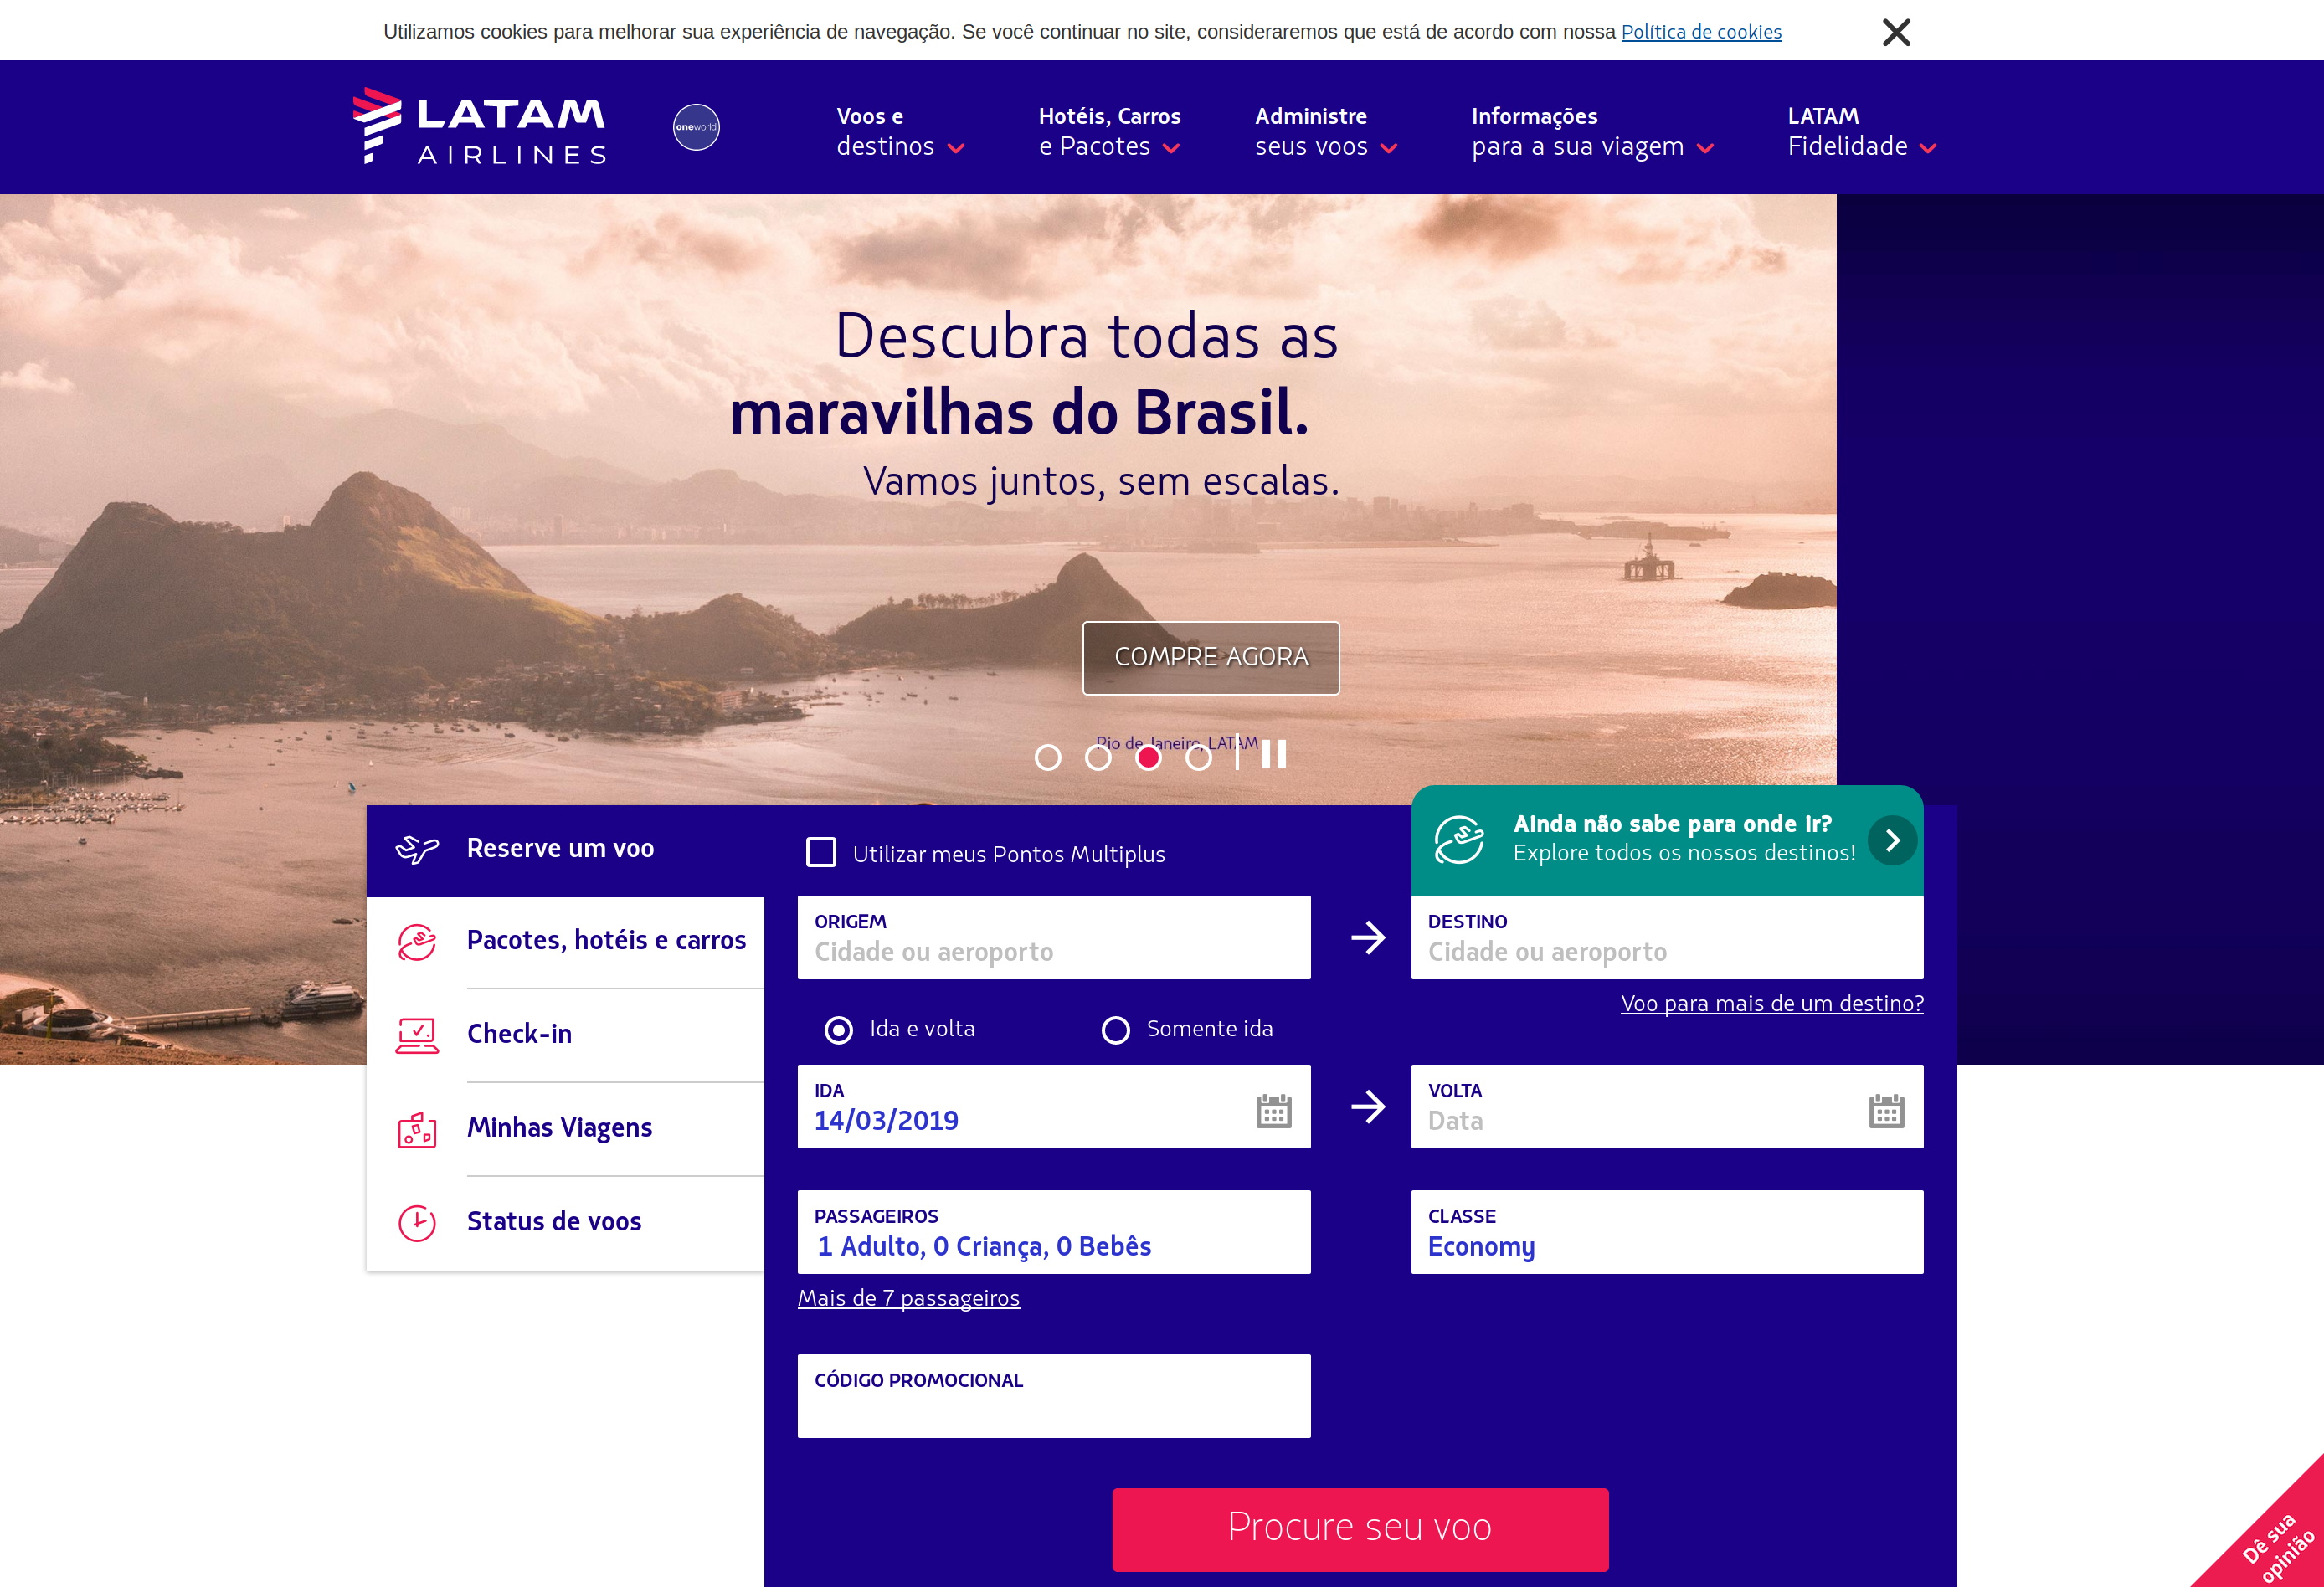 Utilizamos cookies para melhorar sua experiência de navegação. Se você continuar no site, consideraremos que está de acordo com nossa Política de cookies
LATAM
AIRLINES
oneworld
Voos e
destinos
Hotéis, Carros
e Pacotes
Administre
seus voos
Informações
para a sua viagem
LATAM
Fidelidade
Descubra todas as
maravilhas do Brasil.
Vamos juntos, sem escalas.
COMPRE AGORA
Rio de Janeiro, LATAM
Reserve um voo
Pacotes, hotéis e carros
Check-in
Minhas Viagens
Status de voos
Utilizar meus Pontos Multiplus
Ainda não sabe para onde ir?
Explore todos os nossos destinos!
ORIGEM
Cidade ou aeroporto
DESTINO
Cidade ou aeroporto
Voo para mais de um destino?
Ida e volta
Somente ida
IDA
14/03/2019
VOLTA
Data
PASSAGEIROS
1 Adulto, 0 Criança, 0 Bebês
CLASSE
Economy
Mais de 7 passageiros
CÓDIGO PROMOCIONAL
Procure seu voo
Dê sua
opinião